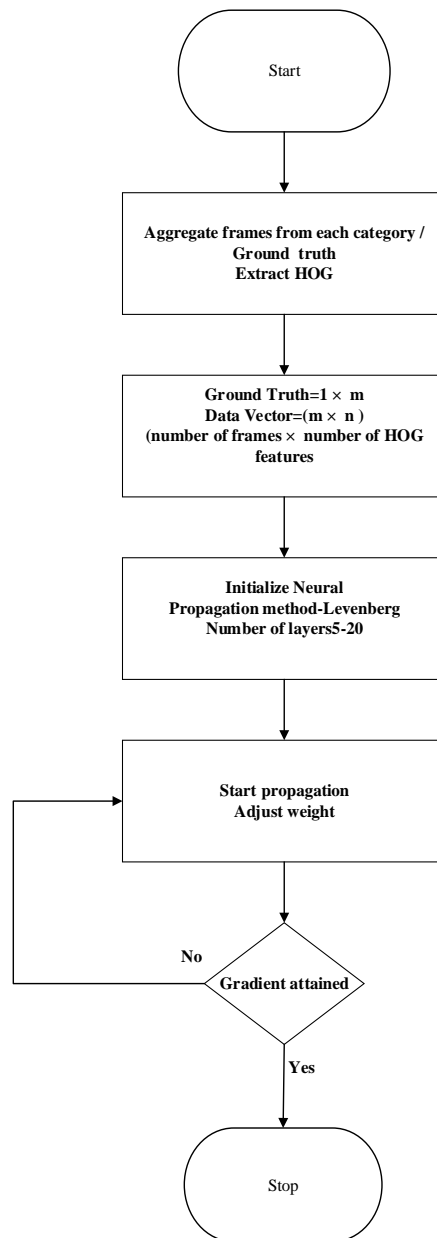 Start
Aggregate frames from each category /
Ground truth
Extract HOG
Ground Truth=1 × m
Data Vector=(m × n )
(number of frames × number of HOG
features
Initialize Neural
Propagation method-Levenberg
Number of layers5-20
Start propagation
Adjust weight
No
Gradient attained
Yes
Stop